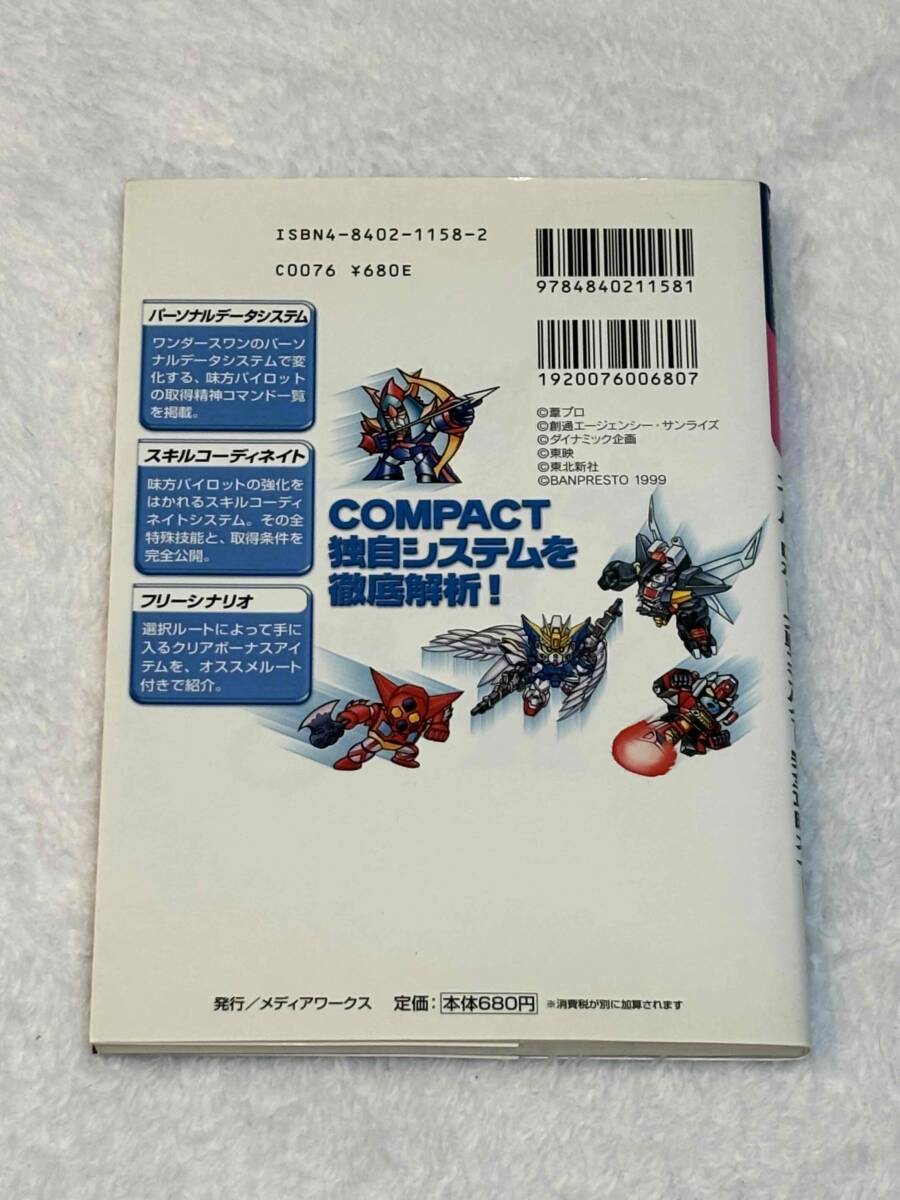 ISBN4-8402-1158-2
C0076 ¥680E
9784840211581
1920076006807
パーソナルデータシステム
ワンダースワンのパーソ
ナルデータシステムで変
化する、味方パイロット
の取得精神コマンド一覧
を掲載。
スキルコーディネイト
味方パイロットの強化を
はかれるスキルコーディ
ネイトシステム。その全
特殊技能と、取得条件を
完全公開。
フリーシナリオ
選択ルートによって手に
入るクリアボーナスアイ
テムを、オススメルート
付きで紹介。
©葦プロ
©創通エージェンシー・サンライズ
©ダイナミック企画
©東映
©東北新社
©BANPRESTO 1999
COMPACT
独自システムを
徹底解析!
発行/メディアワークス 定価:本体680円 ※消費税が別に加算されます